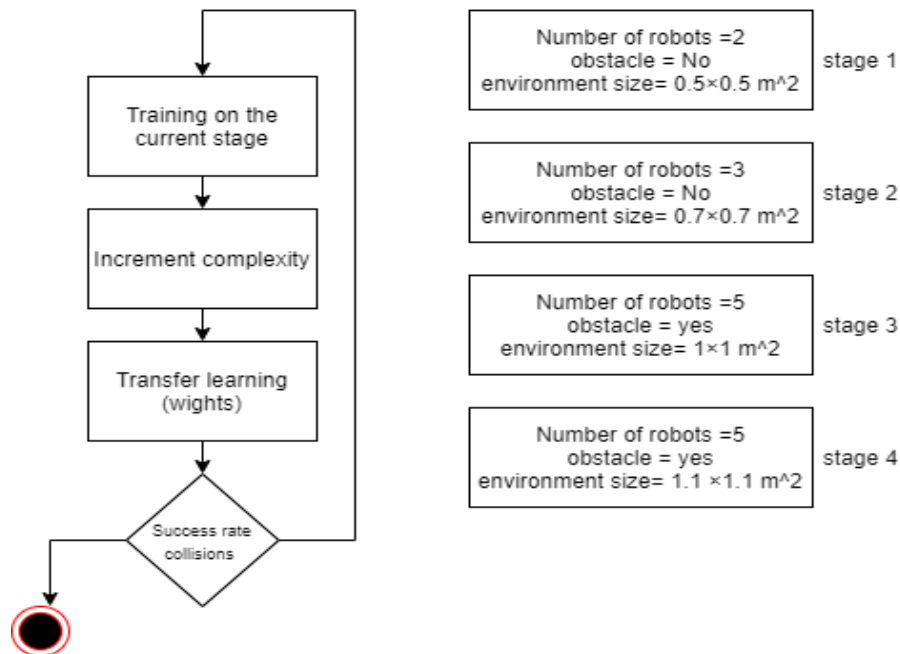 Training on the
current stage
Increment complexity
Transfer learning
(wights)
Success rate
collisions
Number of robots =2
obstacle = No
environment size= 0.5×0.5 m^2
stage 1
Number of robots =3
obstacle = No
environment size= 0.7×0.7 m^2
stage 2
Number of robots =5
obstacle = yes
environment size= 1×1 m^2
stage 3
Number of robots =5
obstacle = yes
environment size= 1.1 ×1.1 m^2
stage 4